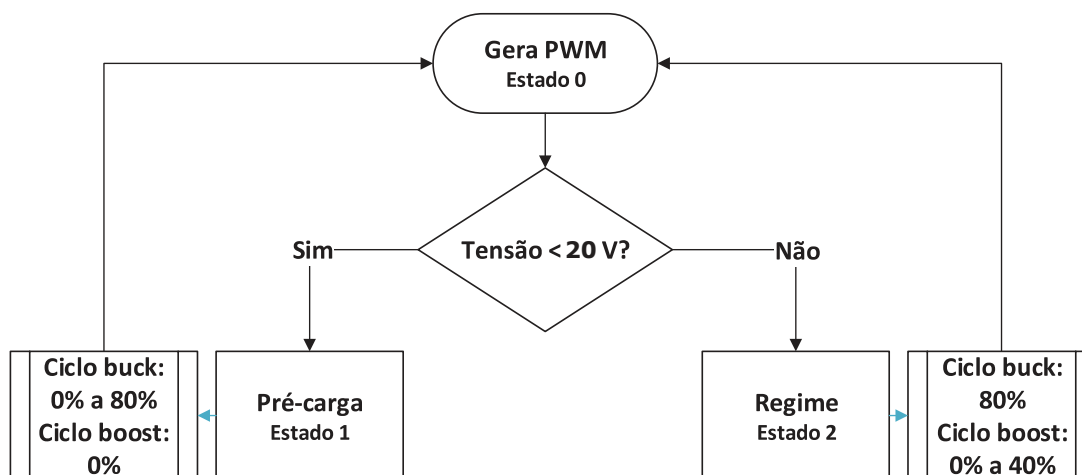 Gera PWM
Estado 0
Sim
Tensão < 20 V?
Não
Ciclo buck:
0% a 80%
Ciclo boost:
0%
Pré-carga
Estado 1
Regime
Estado 2
Ciclo buck:
80%
Ciclo boost:
0% a 40%